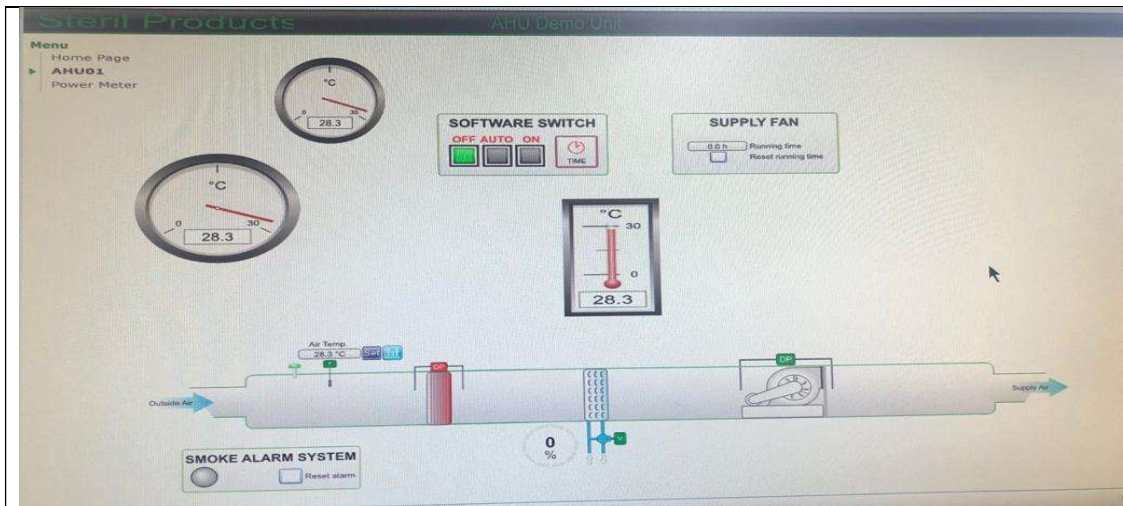 Steril Products
AHU Demo Unit
Menu
Home Page
AHU01
Power Meter
°C
0
30
28.3
SOFTWARE SWITCH
OFF AUTO ON
TIME
SUPPLY FAN
0.0 h Running time
Reset running time
°C
0
30
28.3
°C
30
0
28.3
Air Temp.
28.3 °C Set
T
DP
DP
Outside Air
Supply Air
0
%
V
SMOKE ALARM SYSTEM
Reset alarm